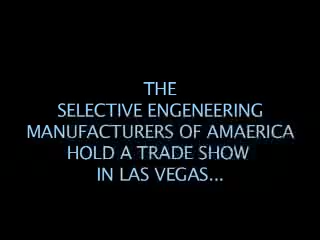 THE
SELECTIVE ENGENEERING
MANUFACTURERS OF AMAERICA
HOLD A TRADE SHOW
IN LAS VEGAS...